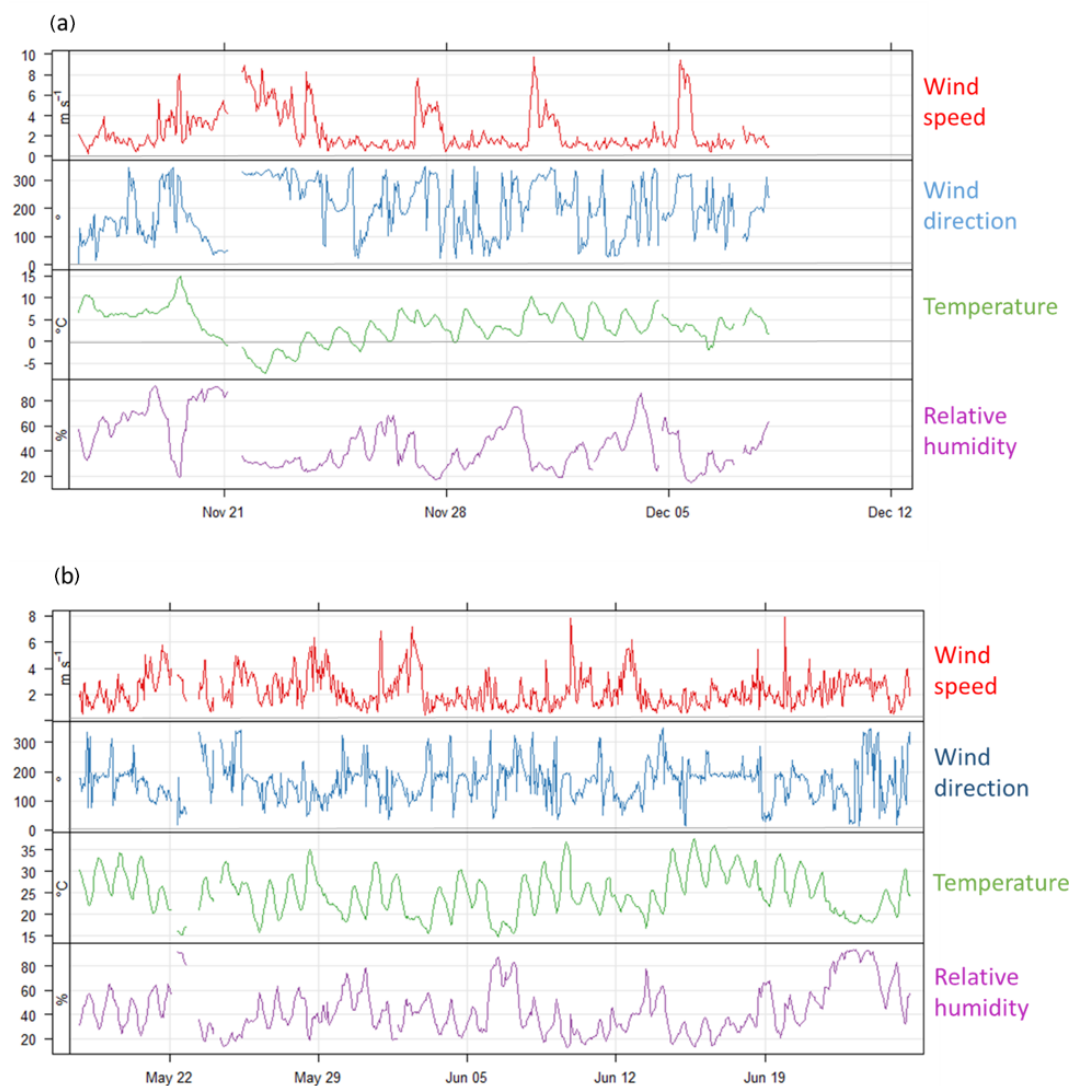 (a)
10
8
6
4
2
0
m s⁻¹
Wind
speed
300
200
100
0
°
Wind
direction
15
10
5
0
-5
°C
Temperature
80
60
40
20
%
Relative
humidity
Nov 21 Nov 28 Dec 05 Dec 12
(b)
8
6
4
2
m s⁻¹
Wind
speed
300
200
100
0
°
Wind
direction
35
30
25
20
15
°C
Temperature
80
60
40
20
%
Relative
humidity
May 22 May 29 Jun 05 Jun 12 Jun 19